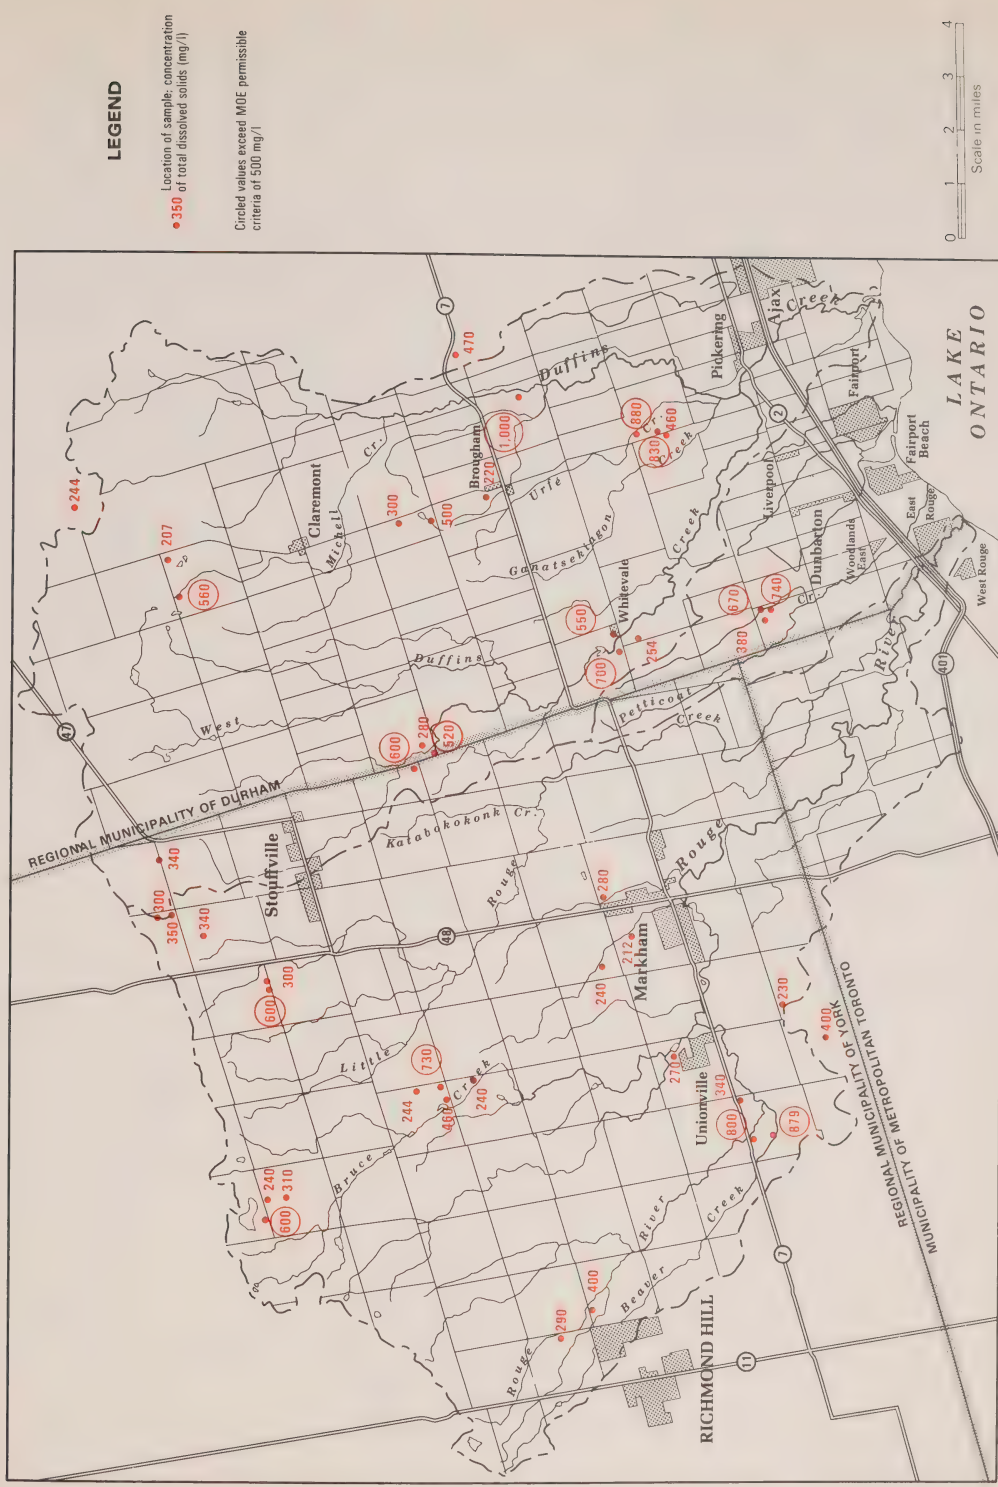 LEGEND
350 Location of sample; concentration
of total dissolved solids (mg/l)
Circled values exceed MOE permissible
criteria of 500 mg/l
0 1 2 3 4
Scale in miles
LAKE
ONTARIO
REGIONAL MUNICIPALITY OF DURHAM
REGIONAL MUNICIPALITY OF YORK
MUNICIPALITY OF METROPOLITAN TORONTO
47
7
2
401
48
7
11
Claremont
Michell
Cr.
Brougham
Duffins
Urfé
Cr.
Ganatsekiagon
Creek
Pickering
Ajax
Creek
Fairport
Fairport
Beach
Liverpool
Dunbarton
Woodlands
East
East
Rouge
West Rouge
Whitevale
Creek
West
Duffins
Petticoat
Creek
Cr.
River
Stouffville
Katabokokonk Cr.
Rouge
Rouge
Little
Markham
Unionville
Bruce
Creek
Rouge
River
Beaver
Creek
RICHMOND HILL
244
207
560
300
500
220
470
1,000
880
830
460
550
700
254
670
740
380
600
280
520
340
300
350
340
300
600
280
212
240
730
244
460
240
270
340
230
400
800
879
240
310
600
290
400